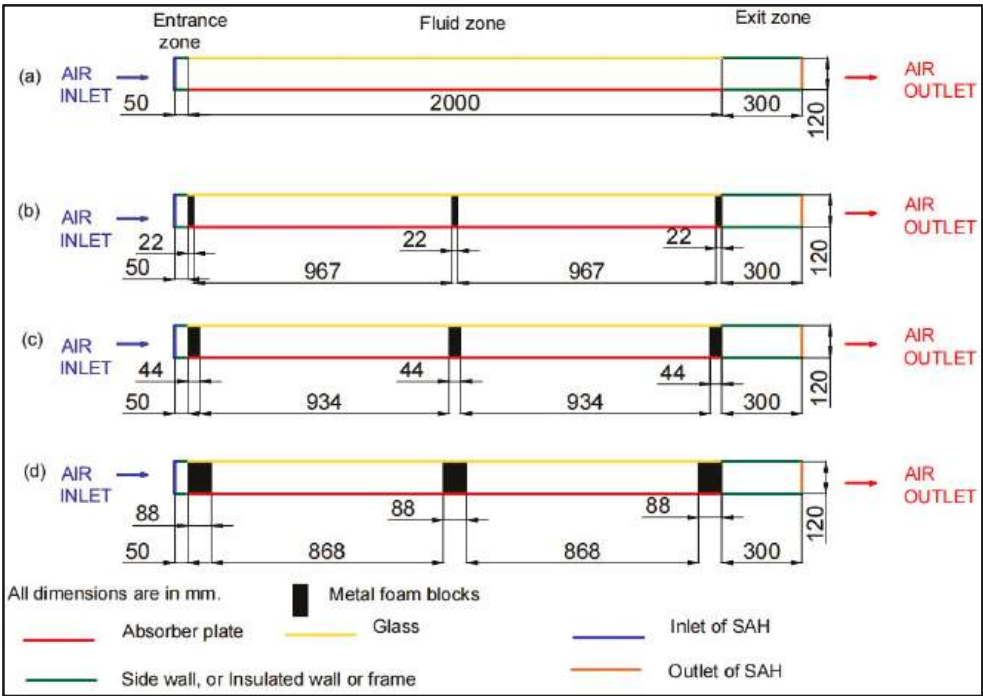 Entrance zone
Fluid zone
Exit zone
(a)
AIR INLET
50
2000
300
120
AIR OUTLET
(b)
AIR INLET
22
22
22
50
967
967
300
120
AIR OUTLET
(c)
AIR INLET
44
44
44
50
934
934
300
120
AIR OUTLET
(d)
AIR INLET
88
88
88
50
868
868
300
120
AIR OUTLET
All dimensions are in mm.
Metal foam blocks
Absorber plate
Glass
Inlet of SAH
Side wall, or Insulated wall or frame
Outlet of SAH